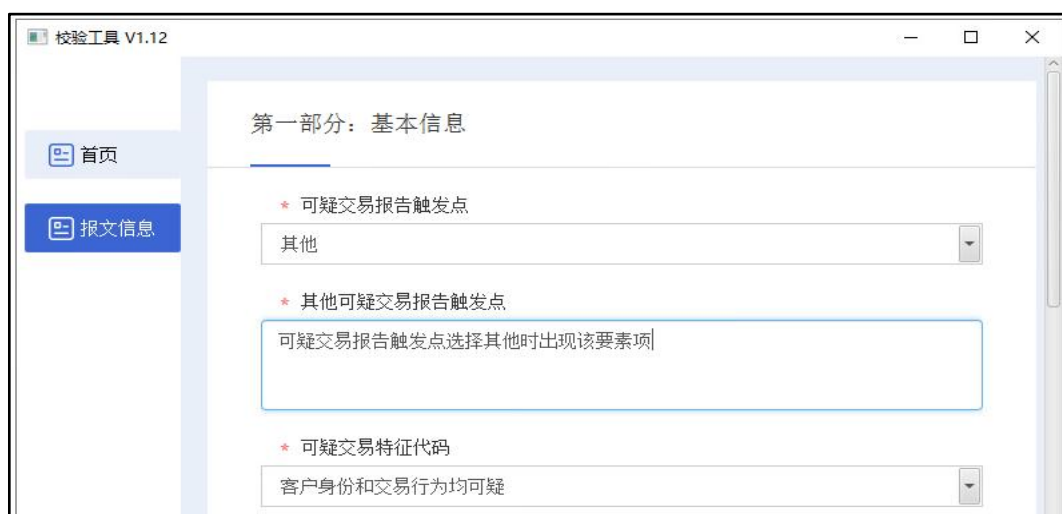 校验工具 V1.12
首页
报文信息
第一部分：基本信息
* 可疑交易报告触发点
其他
* 其他可疑交易报告触发点
可疑交易报告触发点选择其他时出现该要素项
* 可疑交易特征代码
客户身份和交易行为均可疑